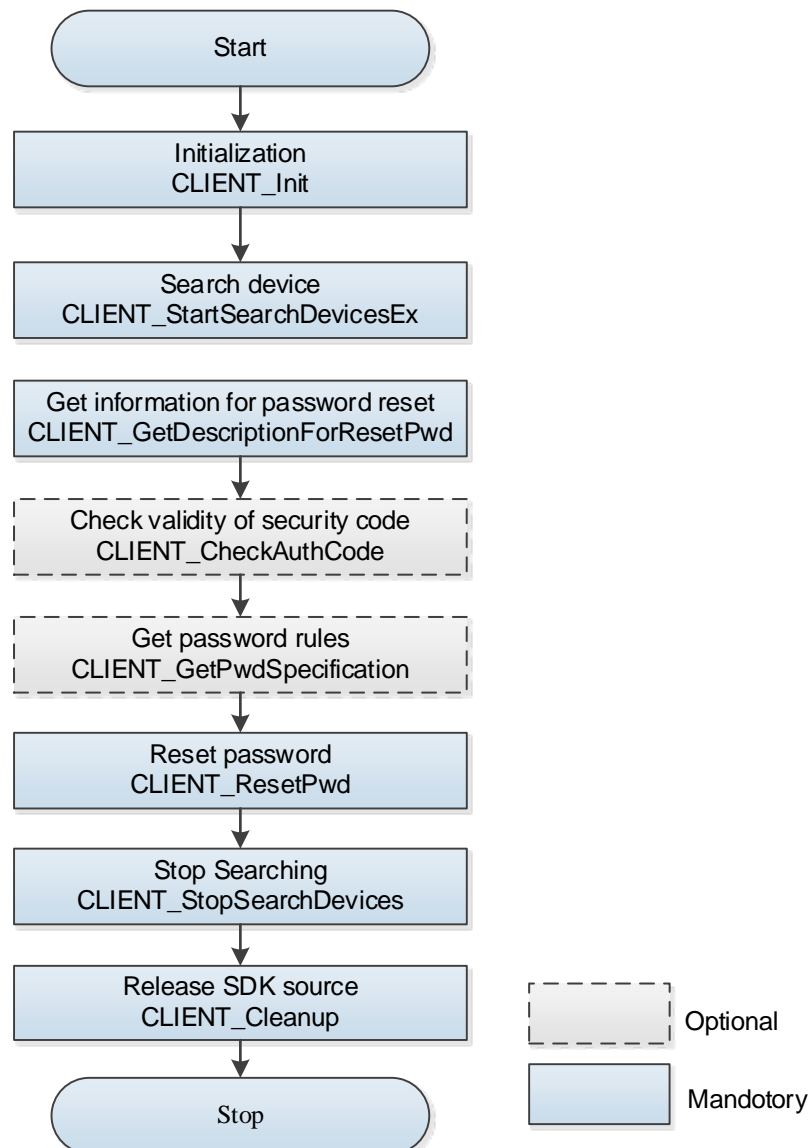 Start
Initialization
CLIENT_Init
Search device
CLIENT_StartSearchDevicesEx
Get information for password reset
CLIENT_GetDescriptionForResetPwd
Check validity of security code
CLIENT_CheckAuthCode
Get password rules
CLIENT_GetPwdSpecification
Reset password
CLIENT_ResetPwd
Stop Searching
CLIENT_StopSearchDevices
Release SDK source
CLIENT_Cleanup
Stop
Optional
Mandotory